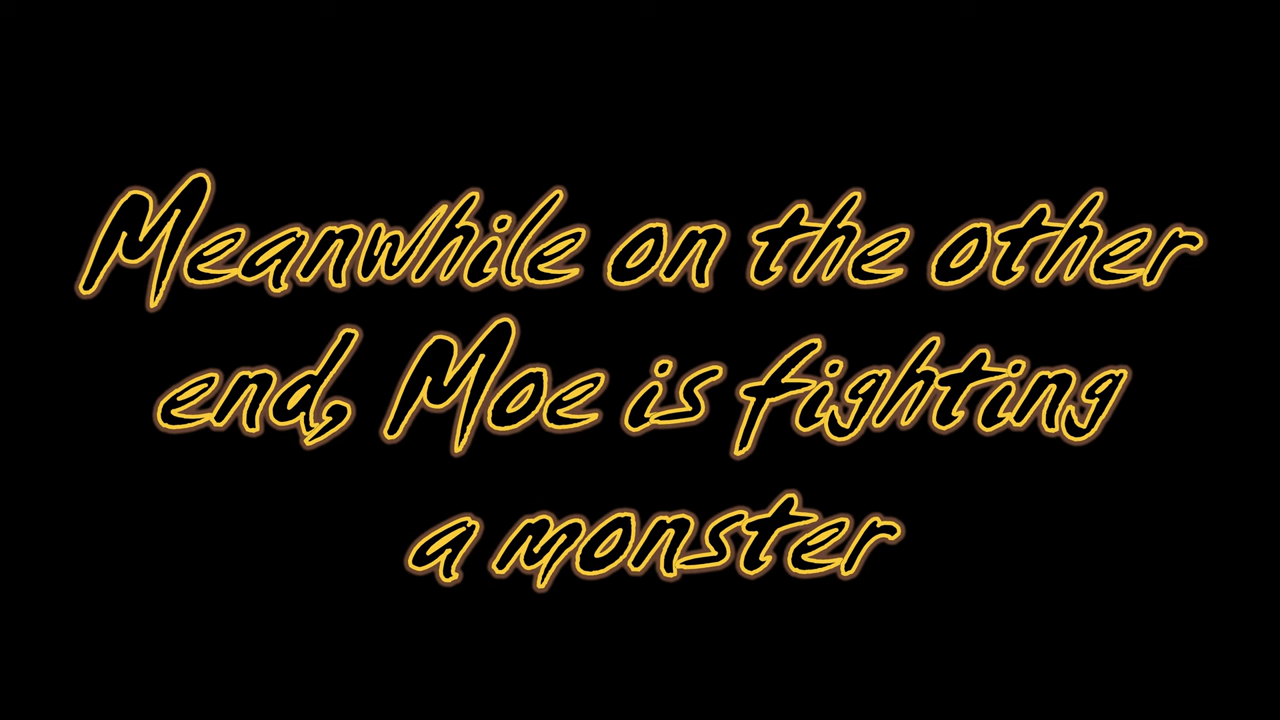 Meanwhile on the other
end, Moe is fighting
a monster